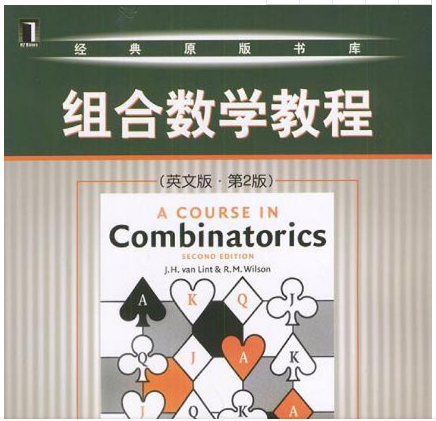 经典原版书库
组合数学教程
(英文版·第2版)
A COURSE IN
Combinatorics
SECOND EDITION
J.H. van Lint & R.M. Wilson
A K Q J
Q J A K
J Q K A